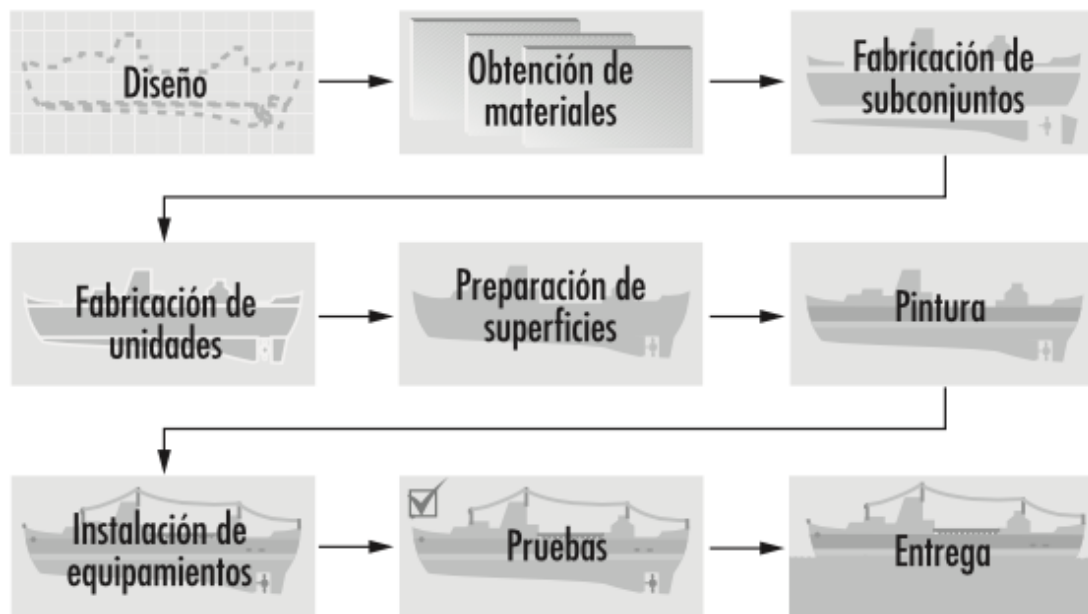 Diseño
Obtención de
materiales
Fabricación de
subconjuntos
Fabricación de
unidades
Preparación de
superficies
Pintura
Instalación de
equipamientos
Pruebas
Entrega